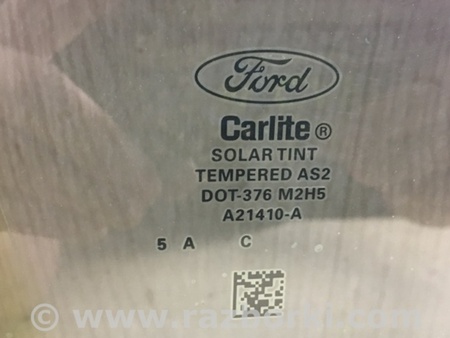 Ford
Carlite®
SOLAR TINT
TEMPERED AS2
DOT-376 M2H5
A21410-A
5 A C
© www.razborki.com